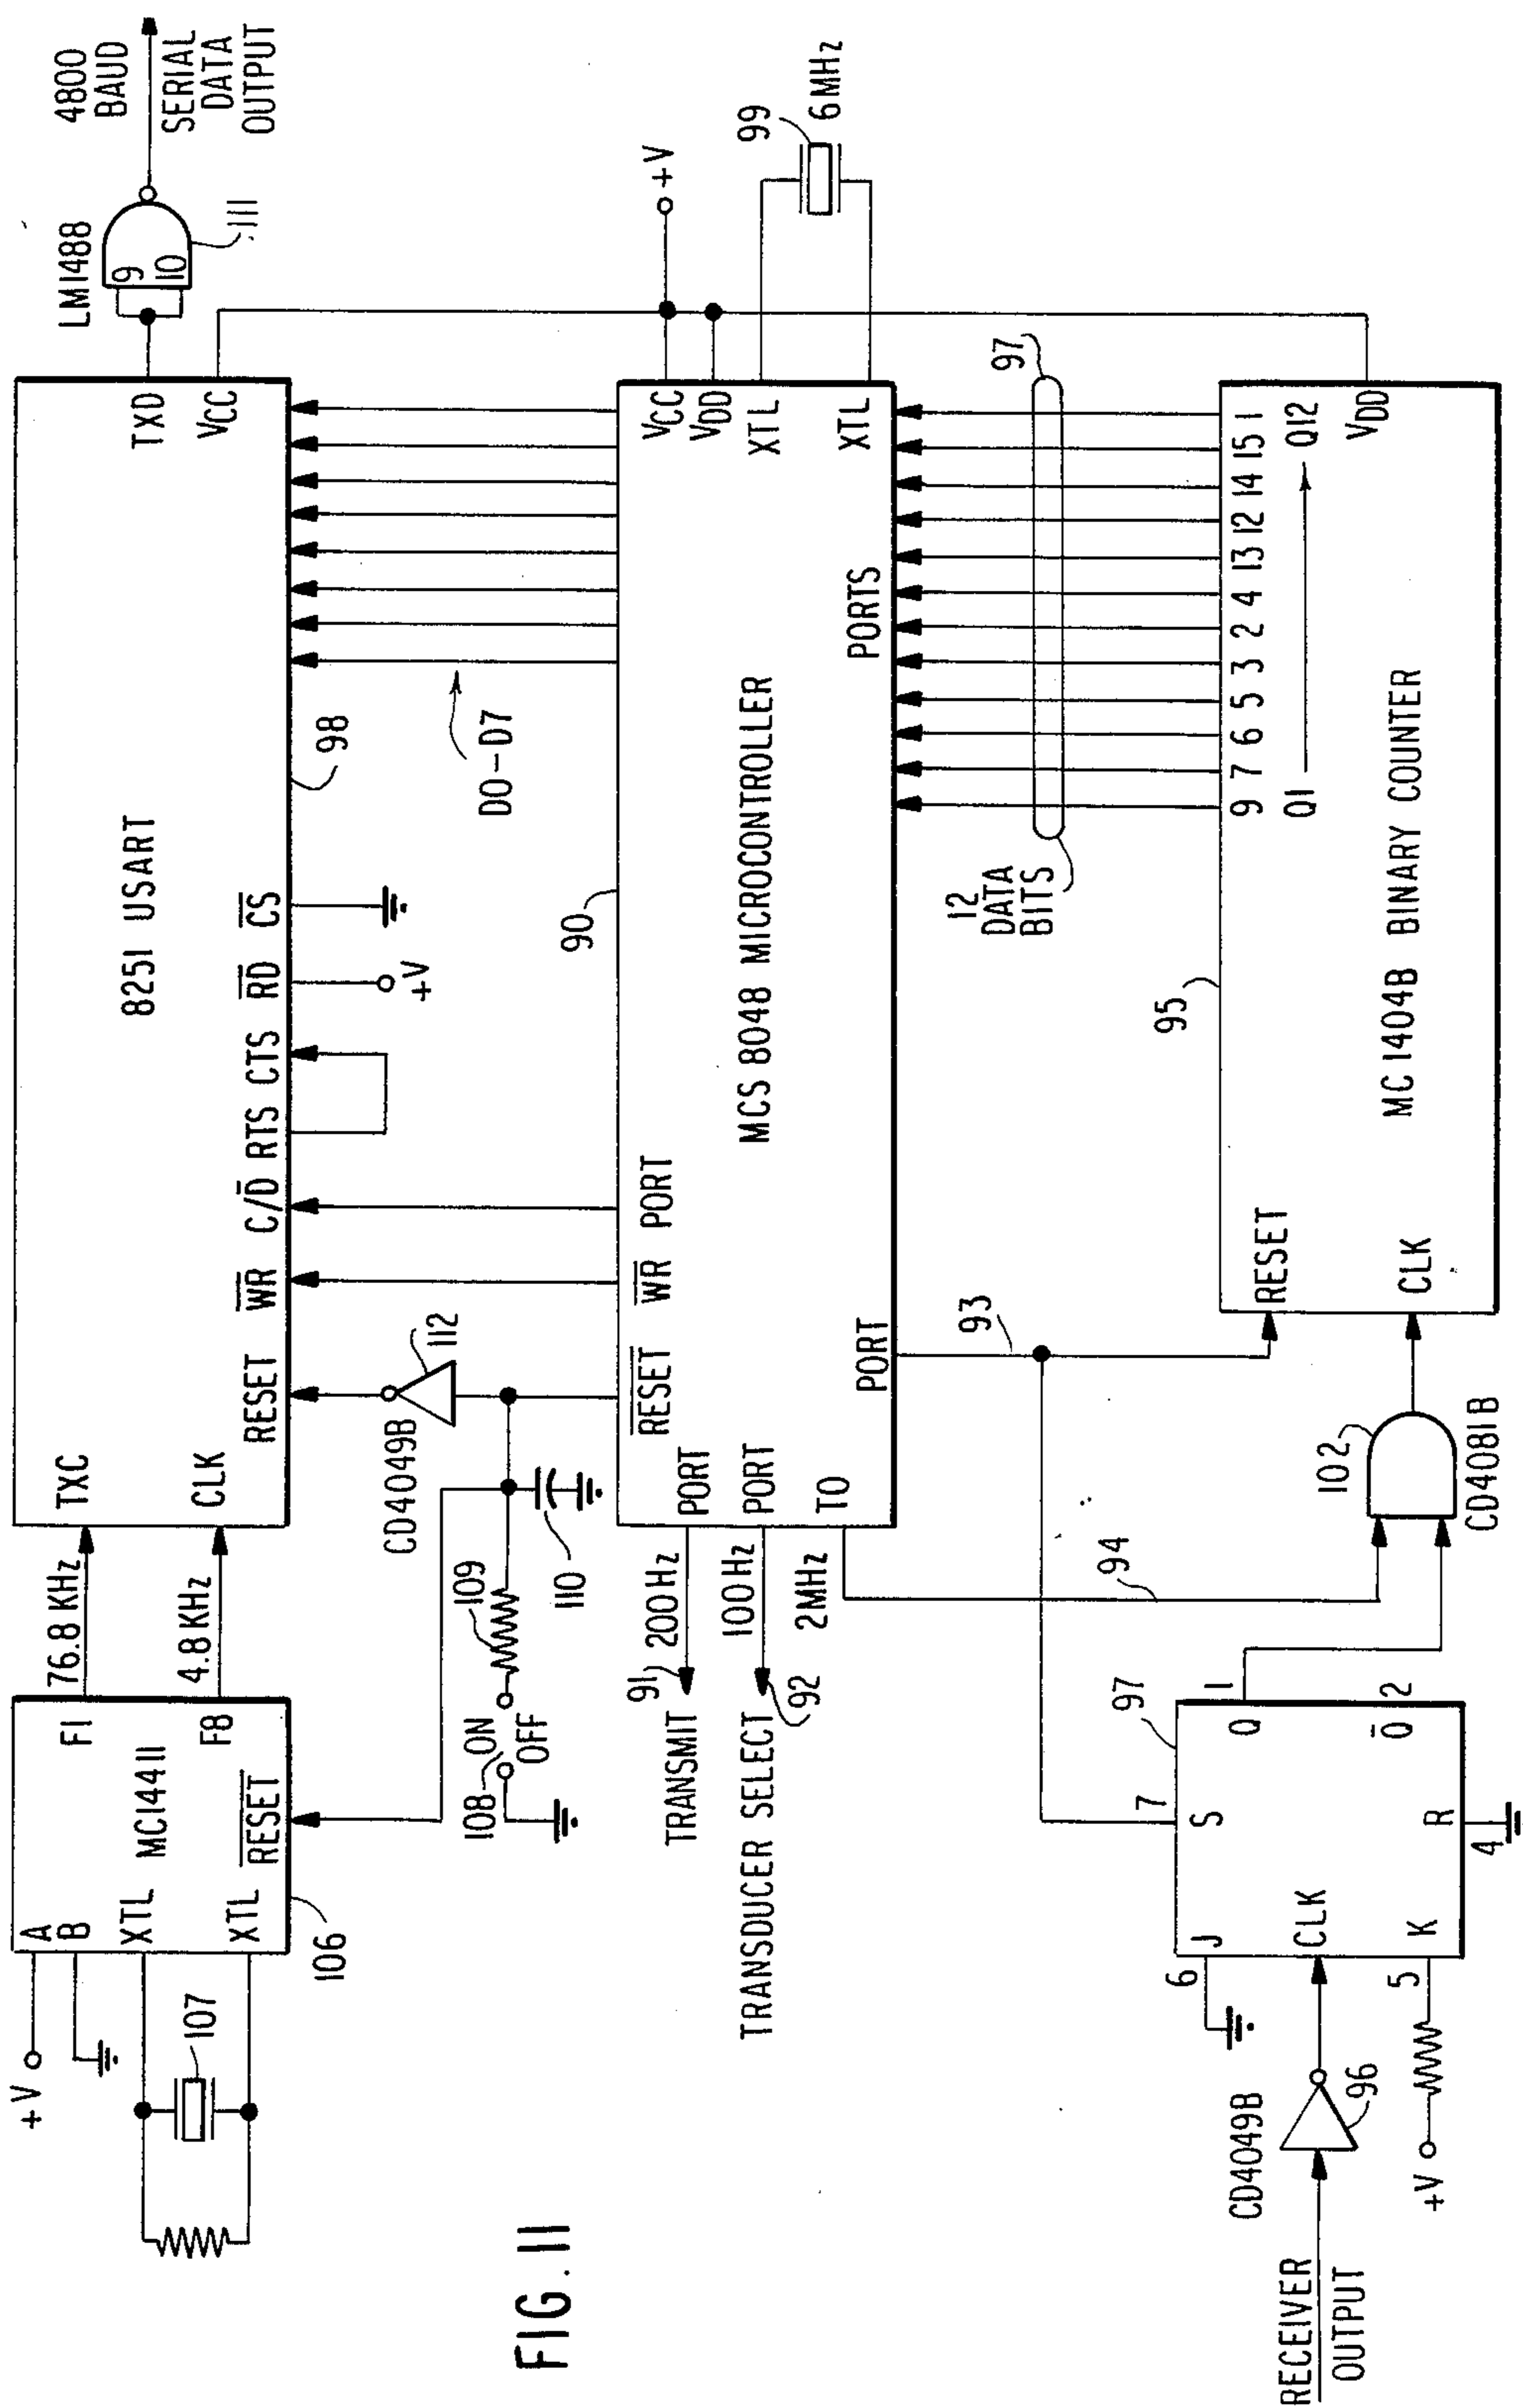 FIG. 11
4800
BAUD
SERIAL
DATA
OUTPUT
LM1488
9
10
111
TXD
VCC
8251 USART
98
TXC
CLK
RESET
WR
C/D
RTS
CTS
RD
CS
+V
D0-D7
76.8 KHz
4.8 KHz
F1
F8
MC14411
RESET
A
B
XTL
XTL
106
+V
107
108
ON
OFF
109
110
CD4049B
112
+V
99
6MHz
VCC
VDD
XTL
XTL
MCS 8048 MICROCONTROLLER
90
RESET
WR
PORT
PORT
PORT
TO
PORT
PORTS
200Hz
100Hz
2MHz
91
TRANSMIT
92
TRANSDUCER SELECT
93
94
97
12
DATA
BITS
9 7 6 5 3 2 4 13 12 14 15 1
Q1
Q12
VDD
MC1404B BINARY COUNTER
95
RESET
CLK
102
CD4081B
97
7
S
1
Q
2
Q̄
6
J
CLK
5
K
R
4
+V
CD4049B
96
RECEIVER
OUTPUT